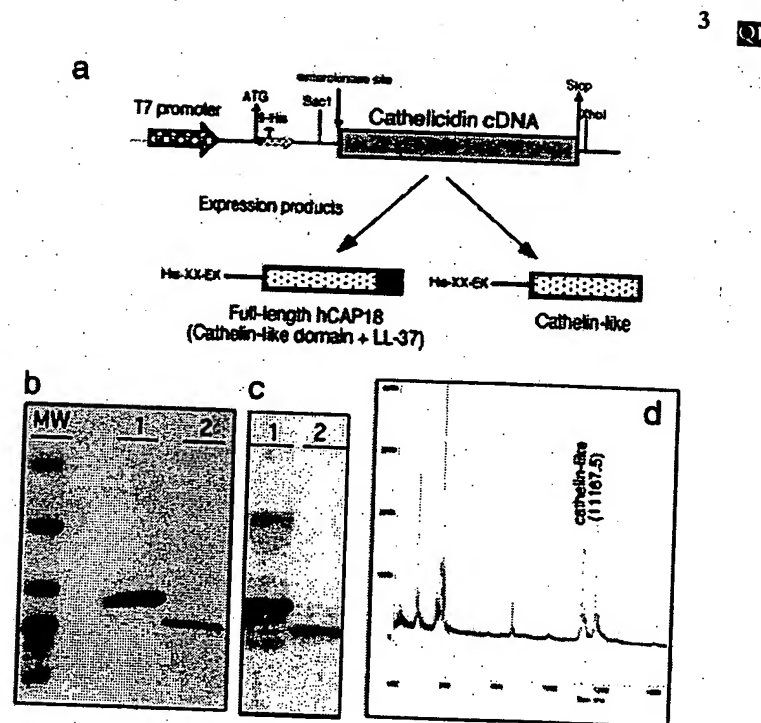 3
a
T7 promoter
ATG
6-His
SacI
enterokinase site
Cathelicidin cDNA
Stop
XhoI
Expression products
His-XX-EK
His-XX-EK
Full-length hCAP18
(Cathelin-like domain + LL-37)
Cathelin-like
b
MW
1
2
c
1
2
d
cathelin-like
(11167.5)